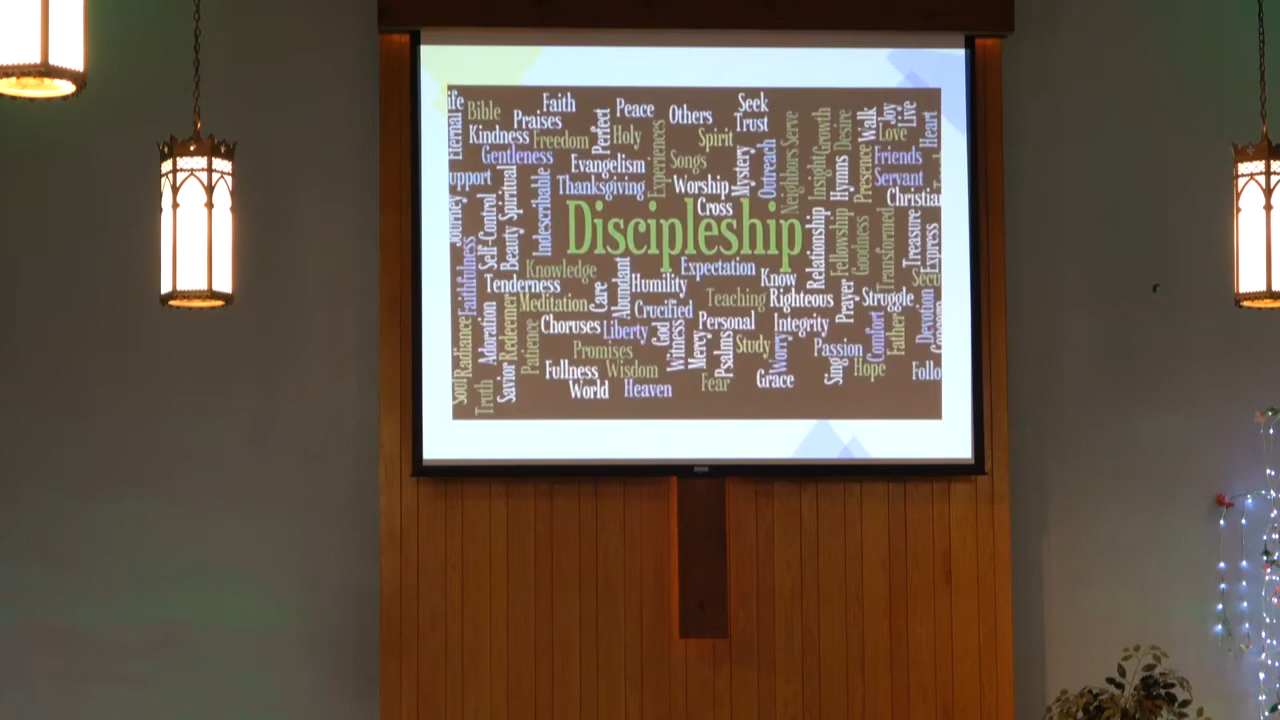 ife
Bible
Faith
Peace
Others
Seek
Praises
Trust
Kindness
Freedom
Perfect
Holy
Spirit
Eternal
Gentleness
Evangelism
Experiences
Songs
Mystery
Outreach
Neighbors
Serve
Insight
Growth
Desire
Hymns
Presence
Walk
Joy
Love
Live
Heart
Friends
Servant
Christian
upport
Thanksgiving
Worship
Cross
Journey
Self-Control
Beauty
Spiritual
Indescribable
Discipleship
Relationship
Fellowship
Goodness
Transformed
Treasure
Express
Faithfulness
Knowledge
Tenderness
Meditation
Care
Abundant
Humility
Expectation
Know
Teaching
Righteous
Prayer
Struggle
Secu
Crucified
Choruses
Liberty
God
Witness
Mercy
Personal
Psalms
Integrity
Study
Worry
Passion
Comfort
Father
Devotion
Adoration
Redeemer
Patience
Promises
Radiance
Soul
Truth
Savior
Fullness
Wisdom
World
Heaven
Fear
Grace
Sing
Hope
Follo